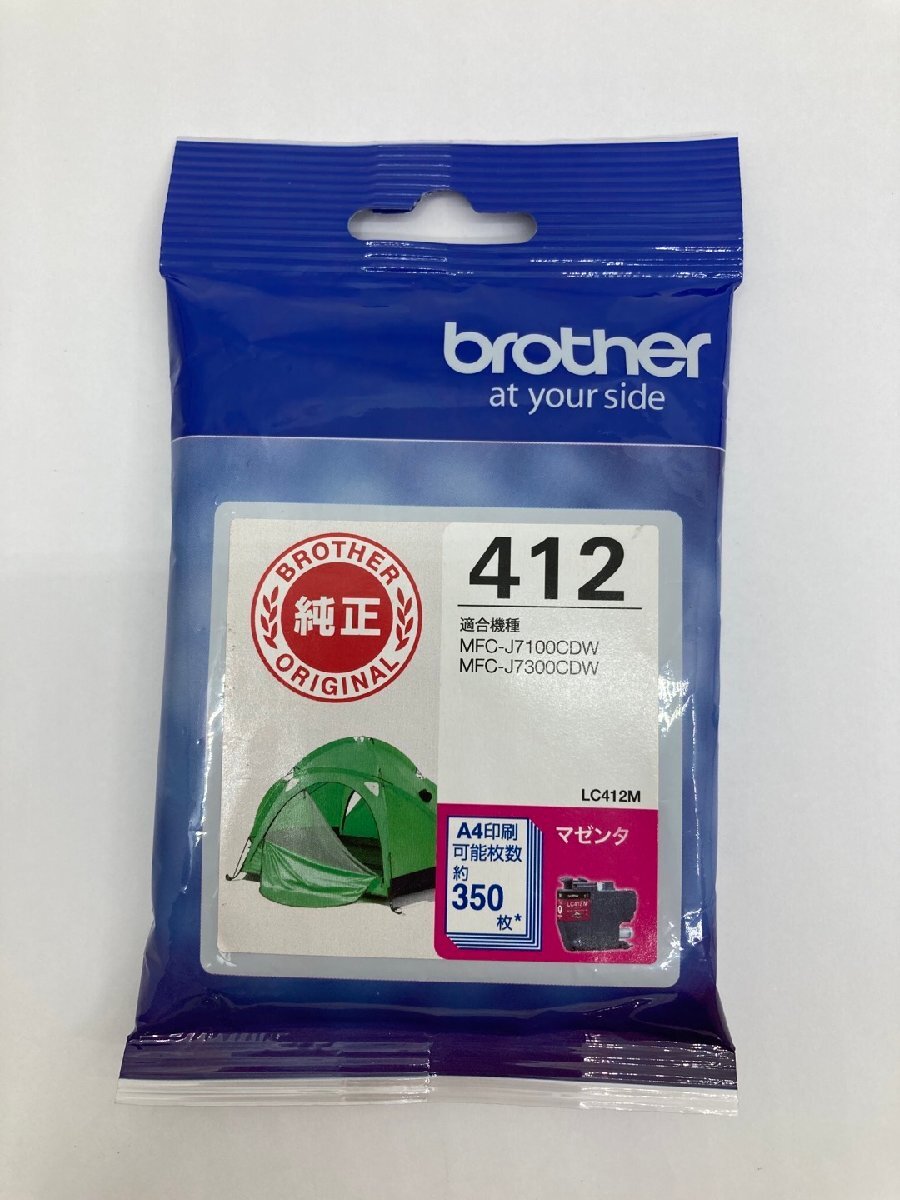 brother
at your side
BROTHER
純正
ORIGINAL
412
適合機種
MFC-J7100CDW
MFC-J7300CDW
LC412M
A4印刷
可能枚数
約
350
枚*
マゼンタ
LC412M